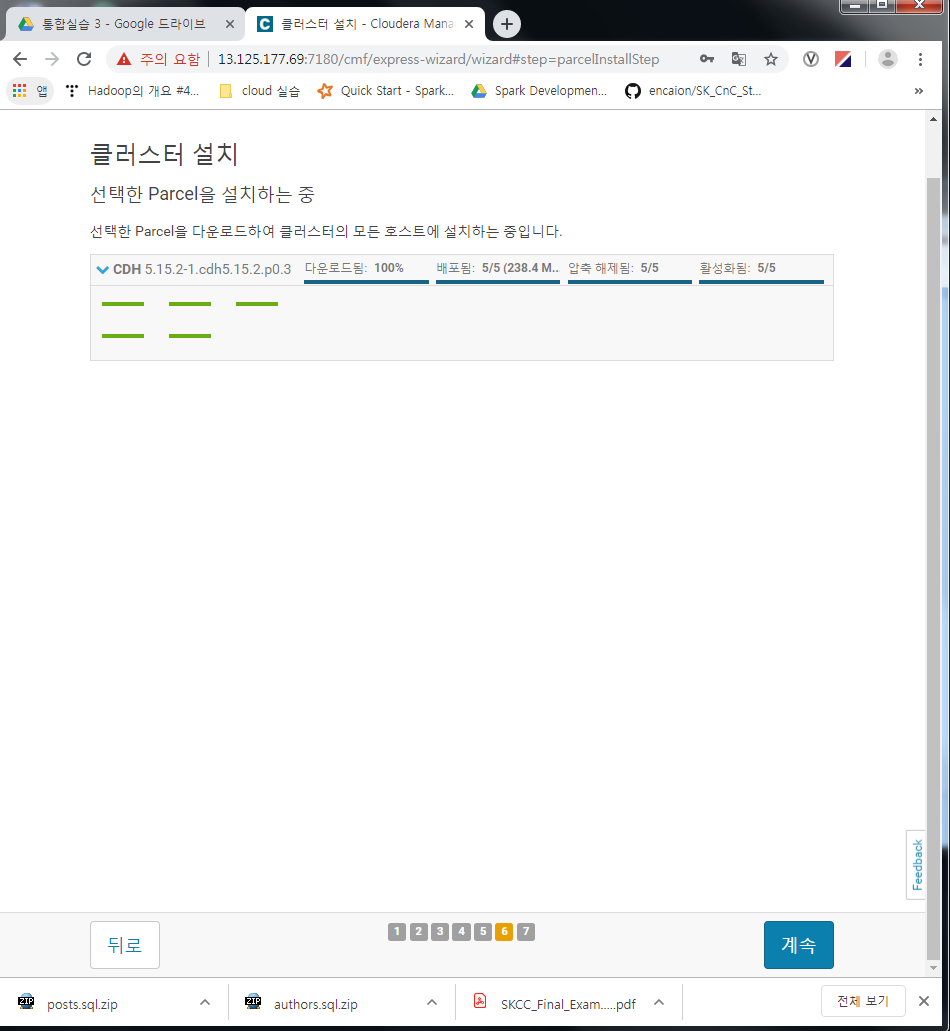 통합실습 3 - Google 드라이브
클러스터 설치 - Cloudera Mana
주의 요함 13.125.177.69:7180/cmf/express-wizard/wizard#step=parcelInstallStep
앱 Hadoop의 개요 #4... cloud 실습 Quick Start - Spark... Spark Developmen... encaion/SK_CnC_St... »
클러스터 설치
선택한 Parcel을 설치하는 중
선택한 Parcel을 다운로드하여 클러스터의 모든 호스트에 설치하는 중입니다.
CDH 5.15.2-1.cdh5.15.2.p0.3 다운로드됨: 100% 배포됨: 5/5 (238.4 M.. 압축 해제됨: 5/5 활성화됨: 5/5
Feedback
뒤로 1 2 3 4 5 6 7 계속
posts.sql.zip authors.sql.zip SKCC_Final_Exam.....pdf 전체 보기